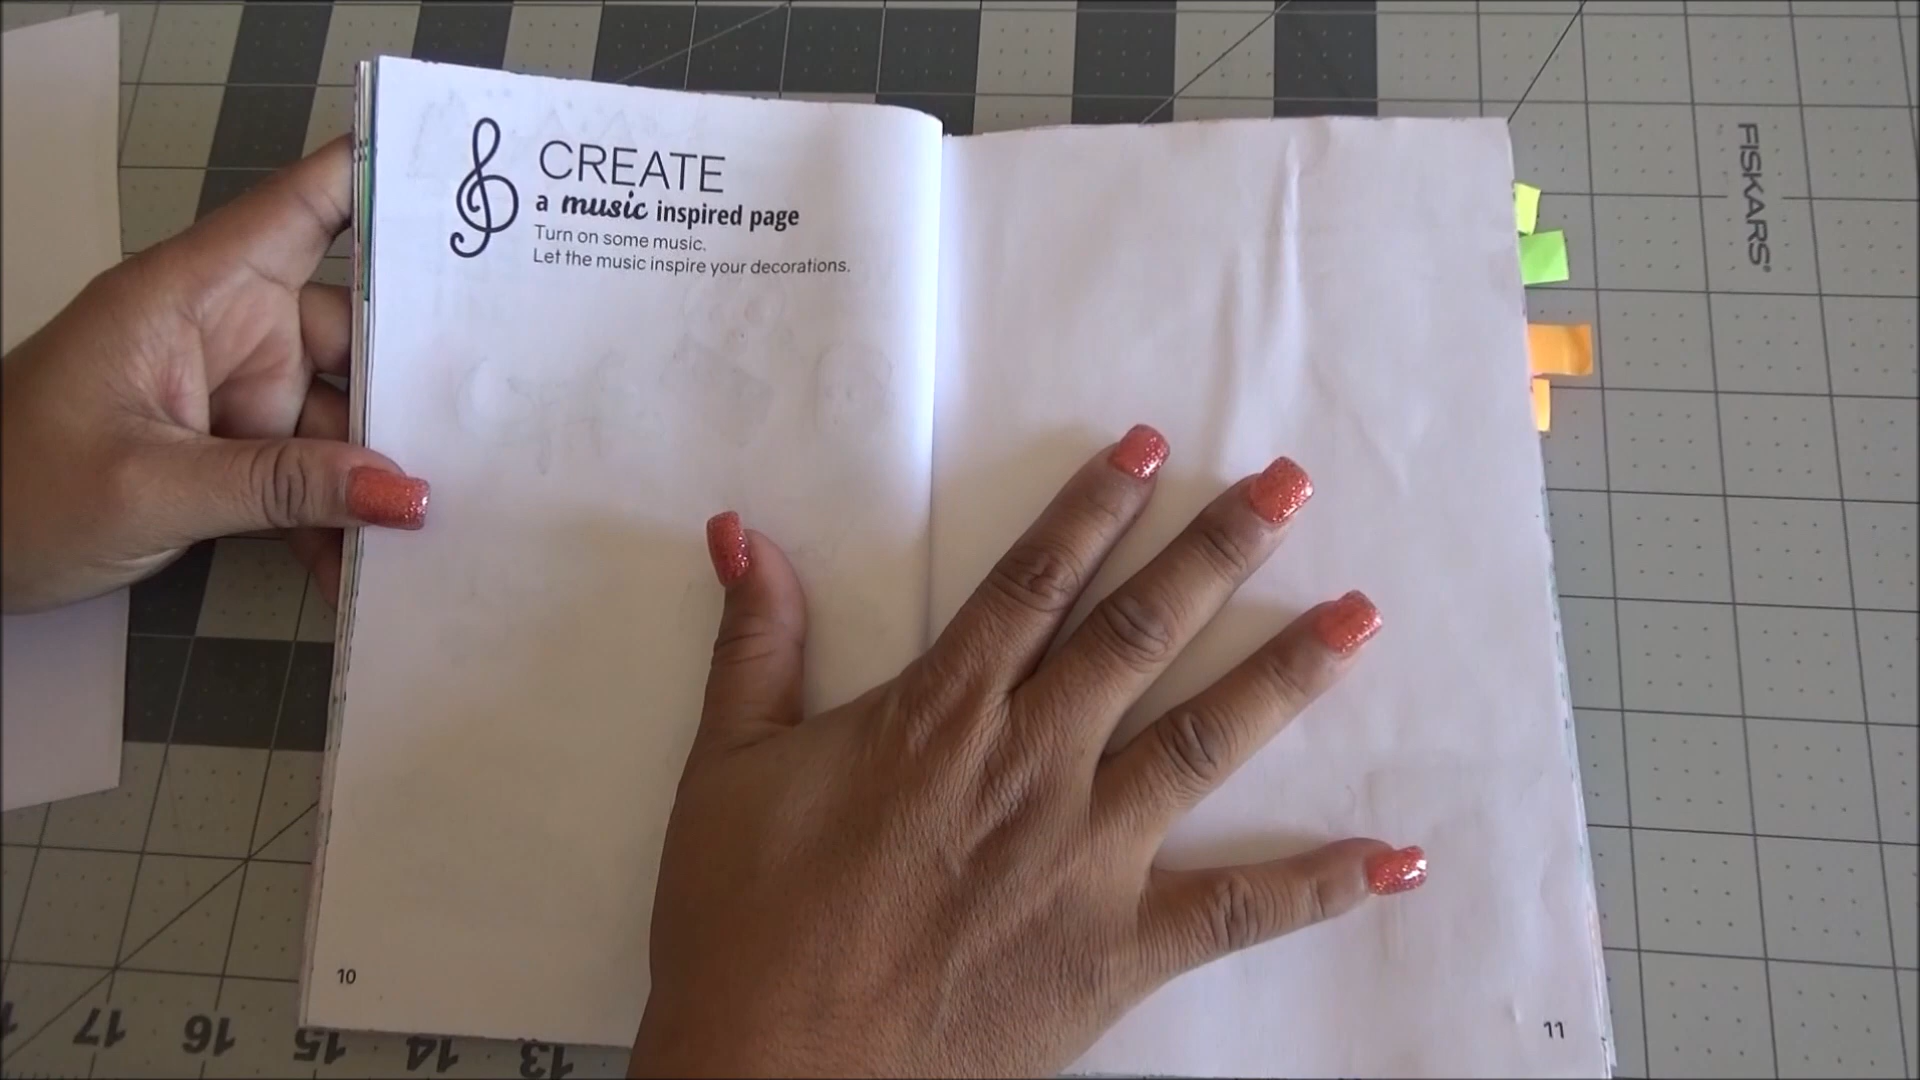 CREATE
a music inspired page
Turn on some music.
Let the music inspire your decorations.
10
11
FISKARS®
17
16
15
14
13